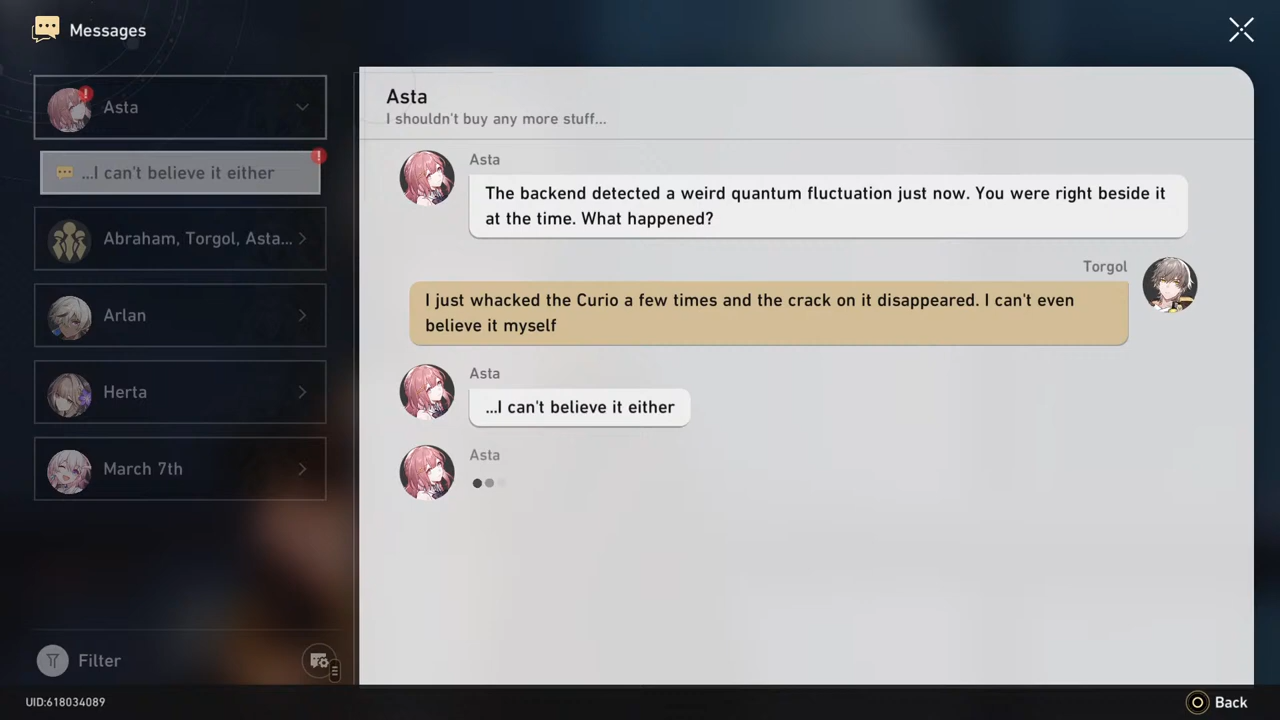 Messages
Asta
...I can't believe it either
Abraham, Torgol, Asta...
Arlan
Herta
March 7th
Filter
Asta
I shouldn't buy any more stuff...
Asta
The backend detected a weird quantum fluctuation just now. You were right beside it
at the time. What happened?
Torgol
I just whacked the Curio a few times and the crack on it disappeared. I can't even
believe it myself
Asta
...I can't believe it either
Asta
UID:618034089
Back